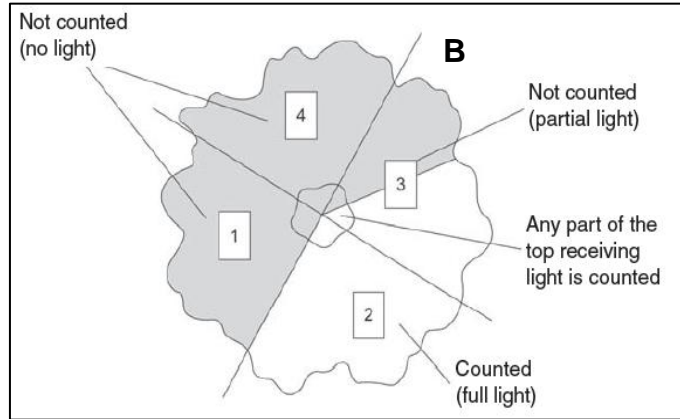 Not counted
(no light)
B
4
Not counted
(partial light)
3
1
Any part of the
top receiving
light is counted
2
Counted
(full light)